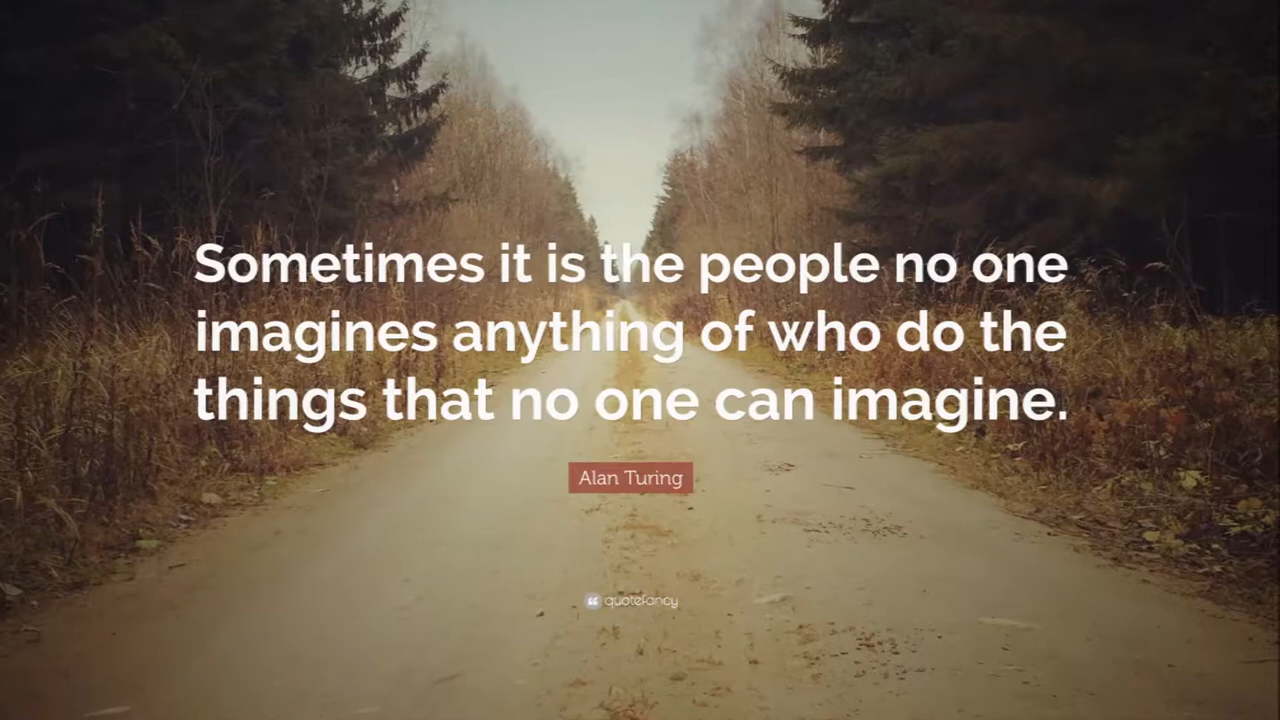 Sometimes it is the people no one
imagines anything of who do the
things that no one can imagine.
Alan Turing
quotefancy